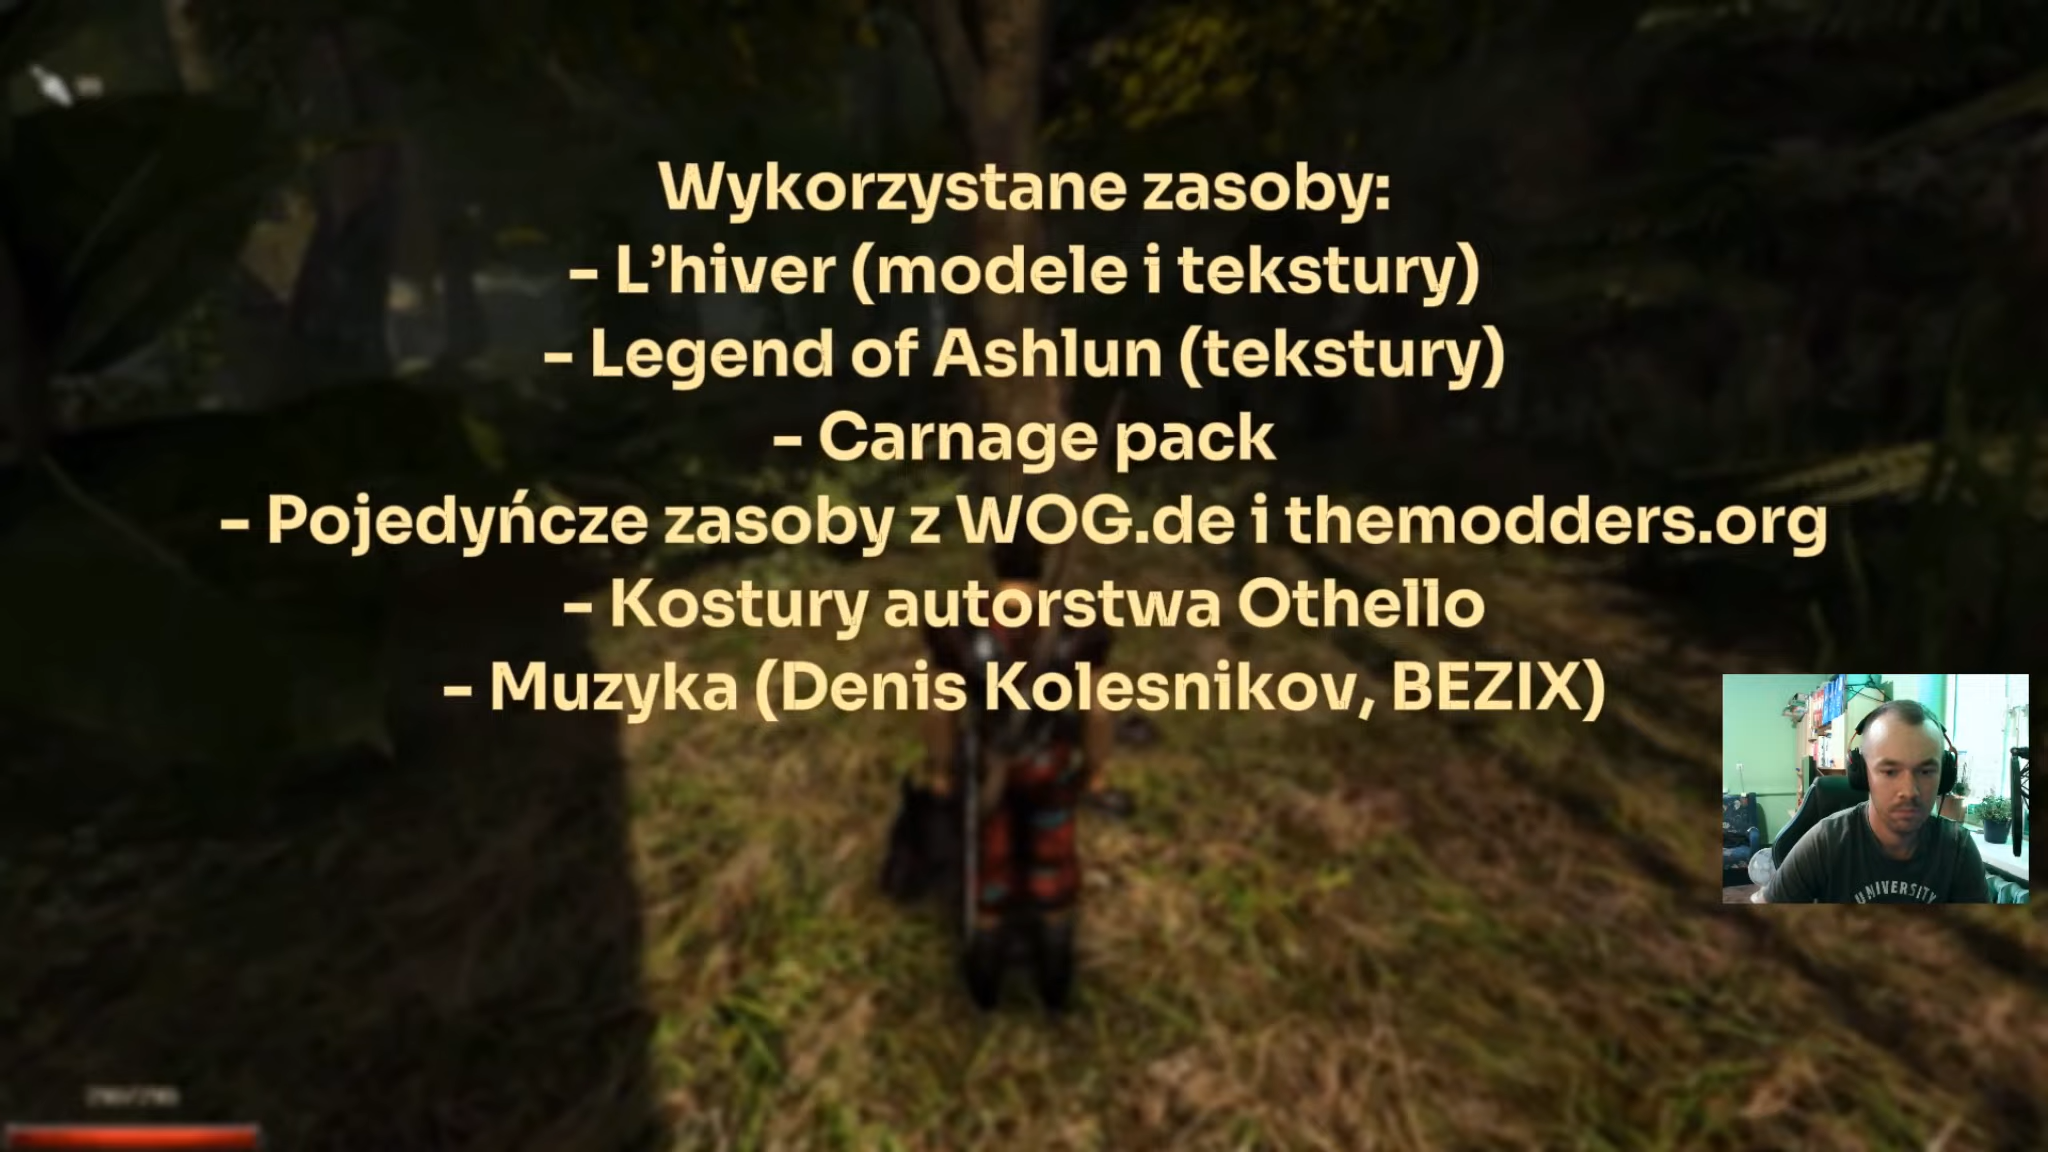 Wykorzystane zasoby:
- L’hiver (modele i tekstury)
- Legend of Ashlun (tekstury)
- Carnage pack
- Pojedyńcze zasoby z WOG.de i themodders.org
- Kostury autorstwa Othello
- Muzyka (Denis Kolesnikov, BEZIX)
UNIVERSITY